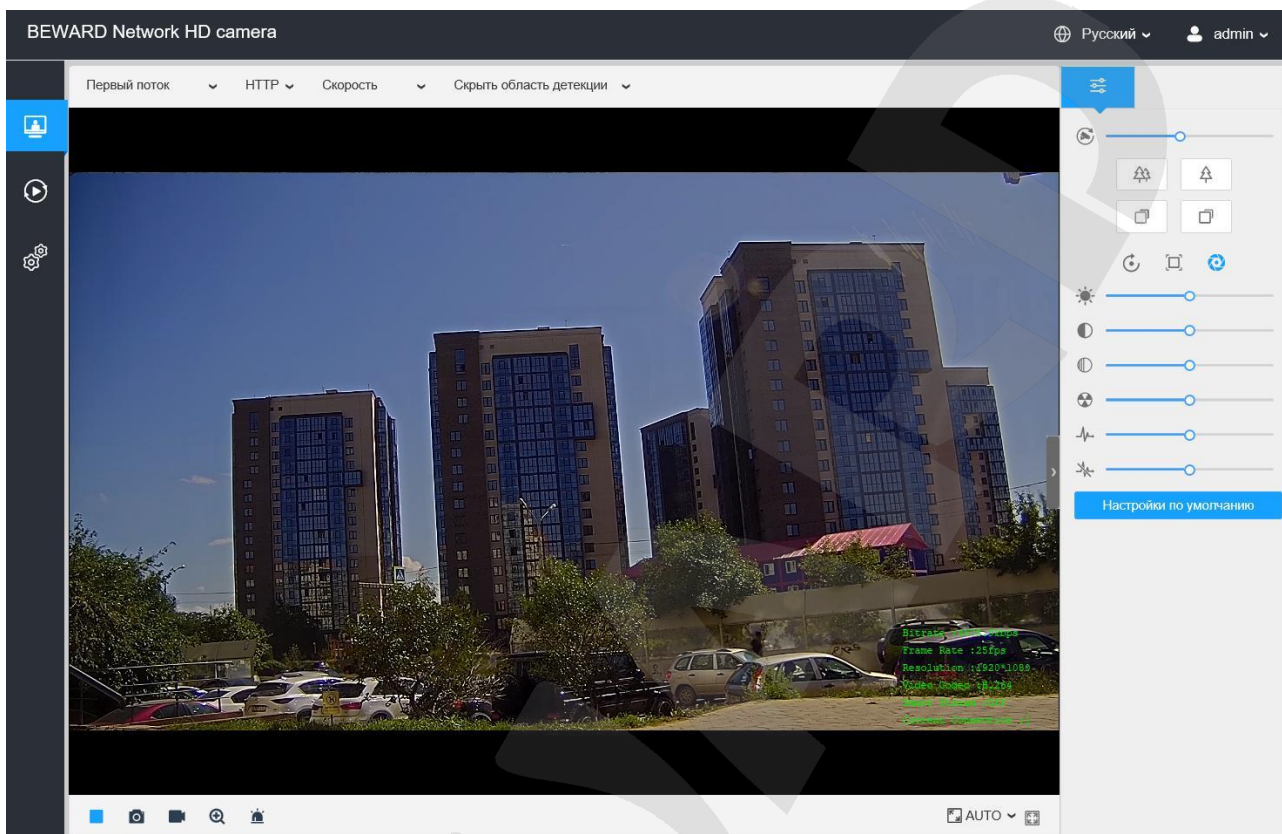 BEWARD Network HD camera
Русский
admin
Первый поток
HTTP
Скорость
Скрыть область детекции
Bitrate
Frame Rate :25fps
Resolution :1920*1080
Video Codec :H.264
Настройки по умолчанию
AUTO